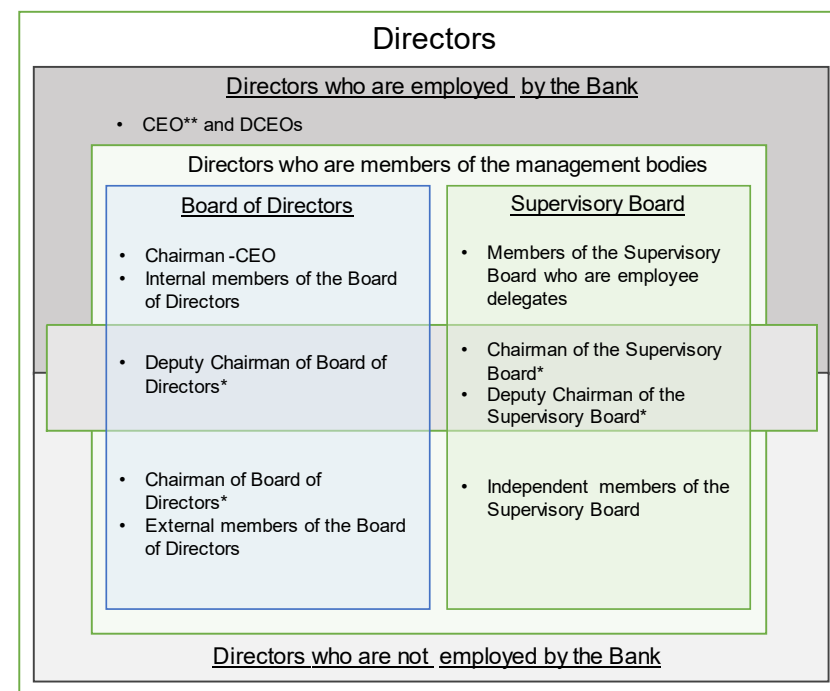 Directors
Directors who are employed by the Bank
• CEO** and DCEOs
Directors who are members of the management bodies
Board of Directors
• Chairman -CEO
• Internal members of the Board
of Directors
• Deputy Chairman of Board of
Directors*
• Chairman of Board of
Directors*
• External members of the Board
of Directors
Supervisory Board
• Members of the Supervisory
Board who are employee
delegates
• Chairman of the Supervisory
Board*
• Deputy Chairman of the
Supervisory Board*
• Independent members of the
Supervisory Board
Directors who are not employed by the Bank